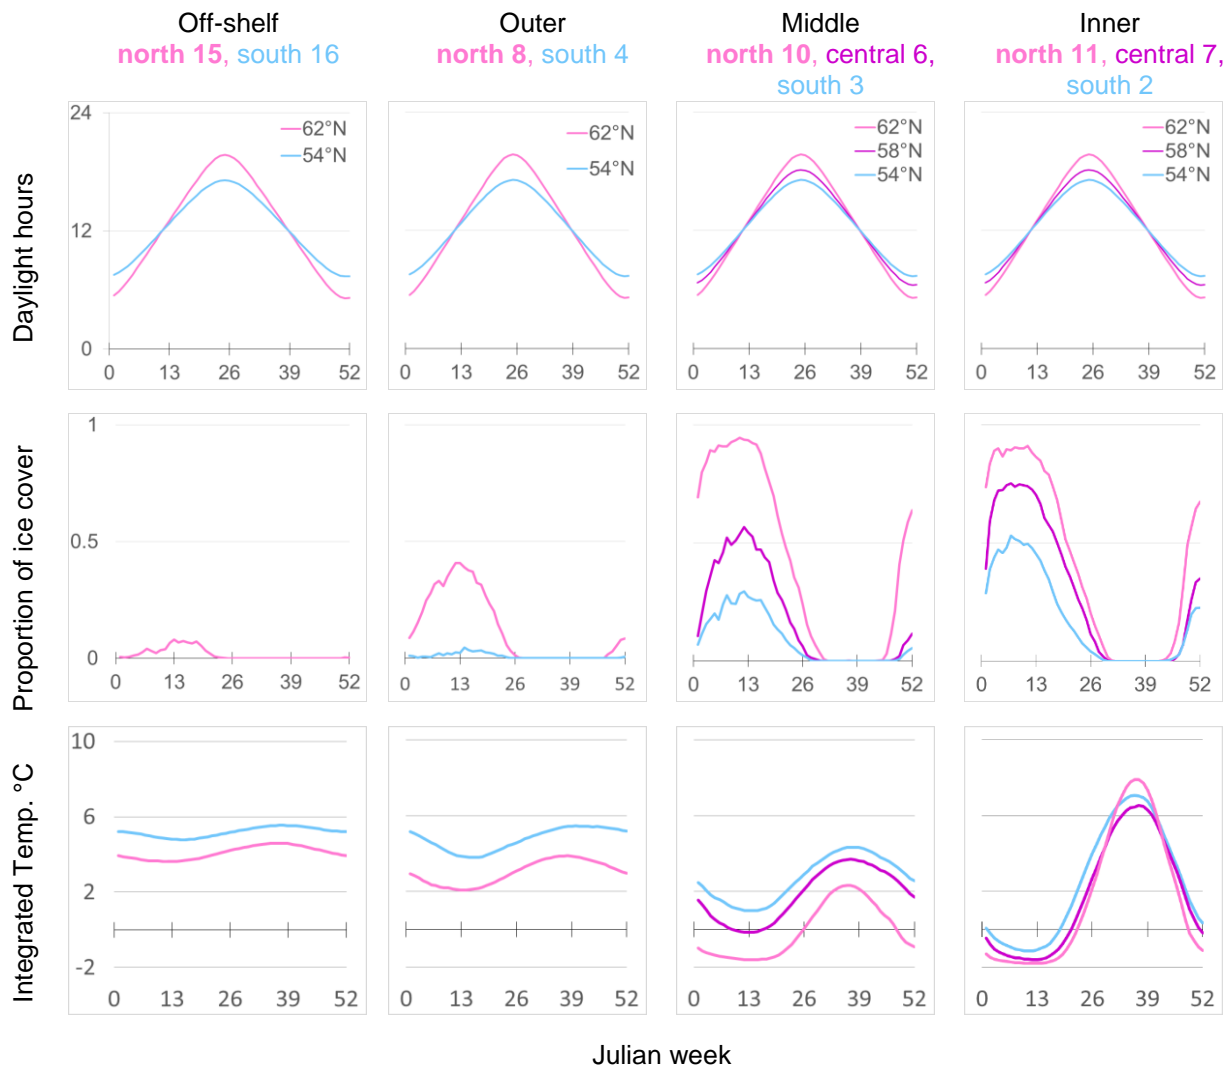 Off-shelf
north 15, south 16
Outer
north 8, south 4
Middle
north 10, central 6,
south 3
Inner
north 11, central 7,
south 2
Daylight hours
24
12
0
62°N
54°N
0 13 26 39 52
62°N
54°N
0 13 26 39 52
62°N
58°N
54°N
0 13 26 39 52
62°N
58°N
54°N
0 13 26 39 52
Proportion of ice cover
1
0.5
0
0 13 26 39 52
0 13 26 39 52
0 13 26 39 52
0 13 26 39 52
Integrated Temp. °C
10
6
2
-2
0 13 26 39 52
0 13 26 39 52
0 13 26 39 52
0 13 26 39 52
Julian week